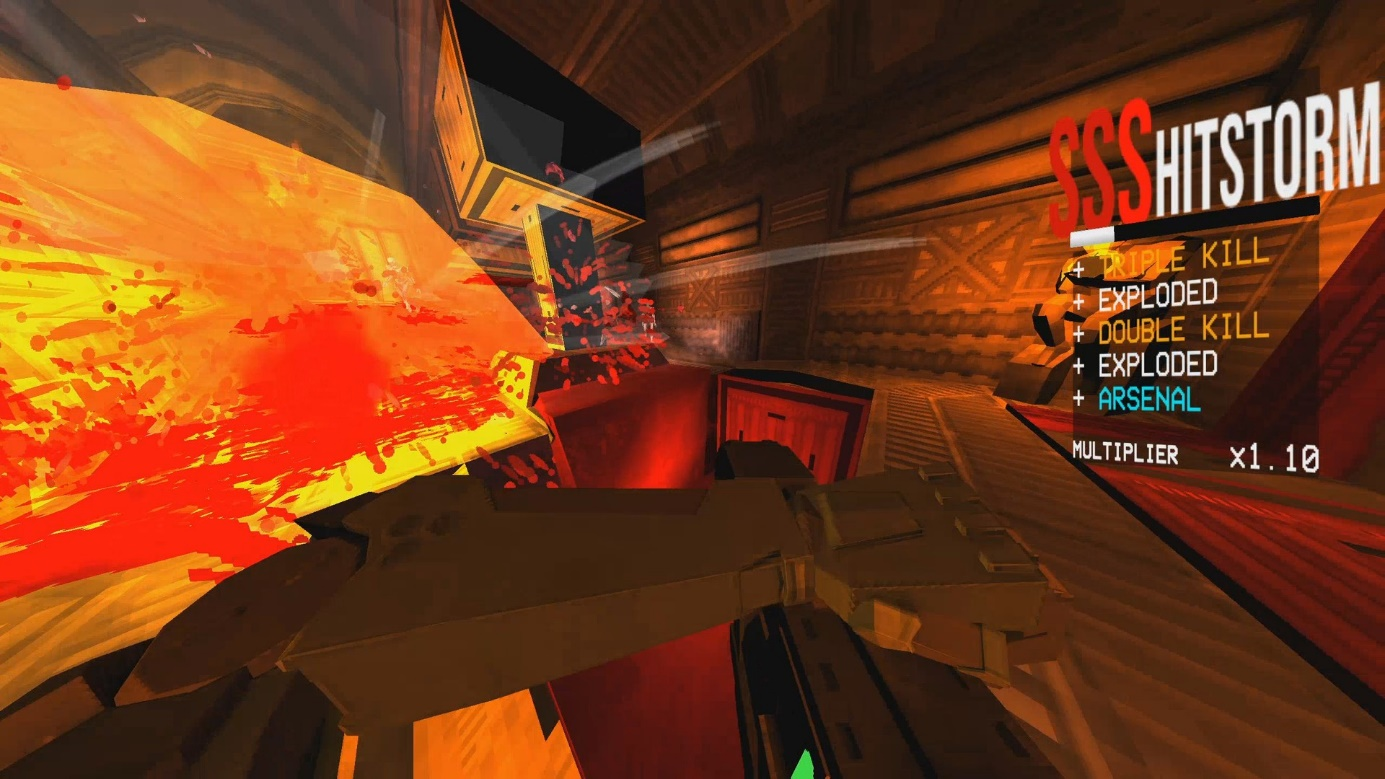 SSSHITSTORM
+ TRIPLE KILL
+ EXPLODED
+ DOUBLE KILL
+ EXPLODED
+ ARSENAL
MULTIPLIER x1.10